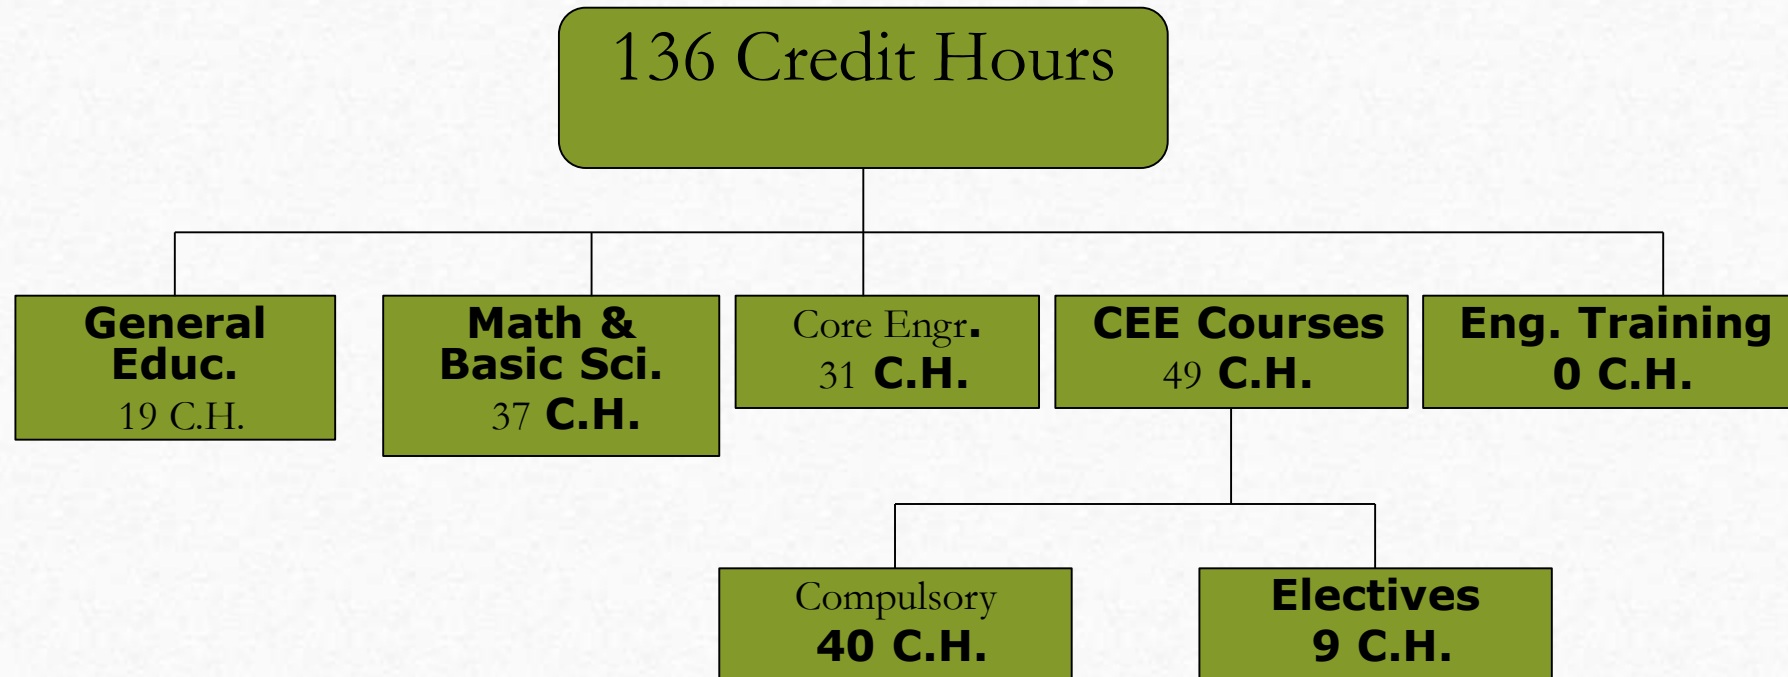 136 Credit Hours
General
Educ.
19 C.H.
Math &
Basic Sci.
37 C.H.
Core Engr.
31 C.H.
CEE Courses
49 C.H.
Eng. Training
0 C.H.
Compulsory
40 C.H.
Electives
9 C.H.